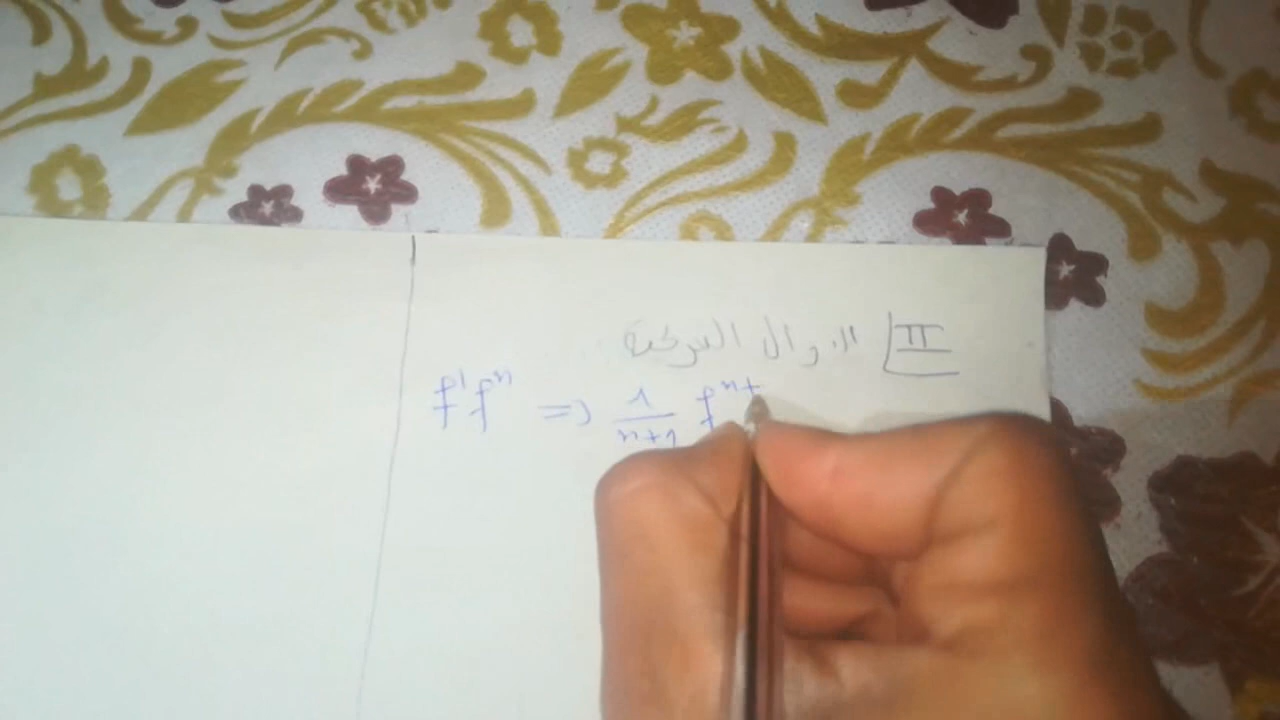 II الدوال المركبة
f'f^n => 1/(n+1) f^n+